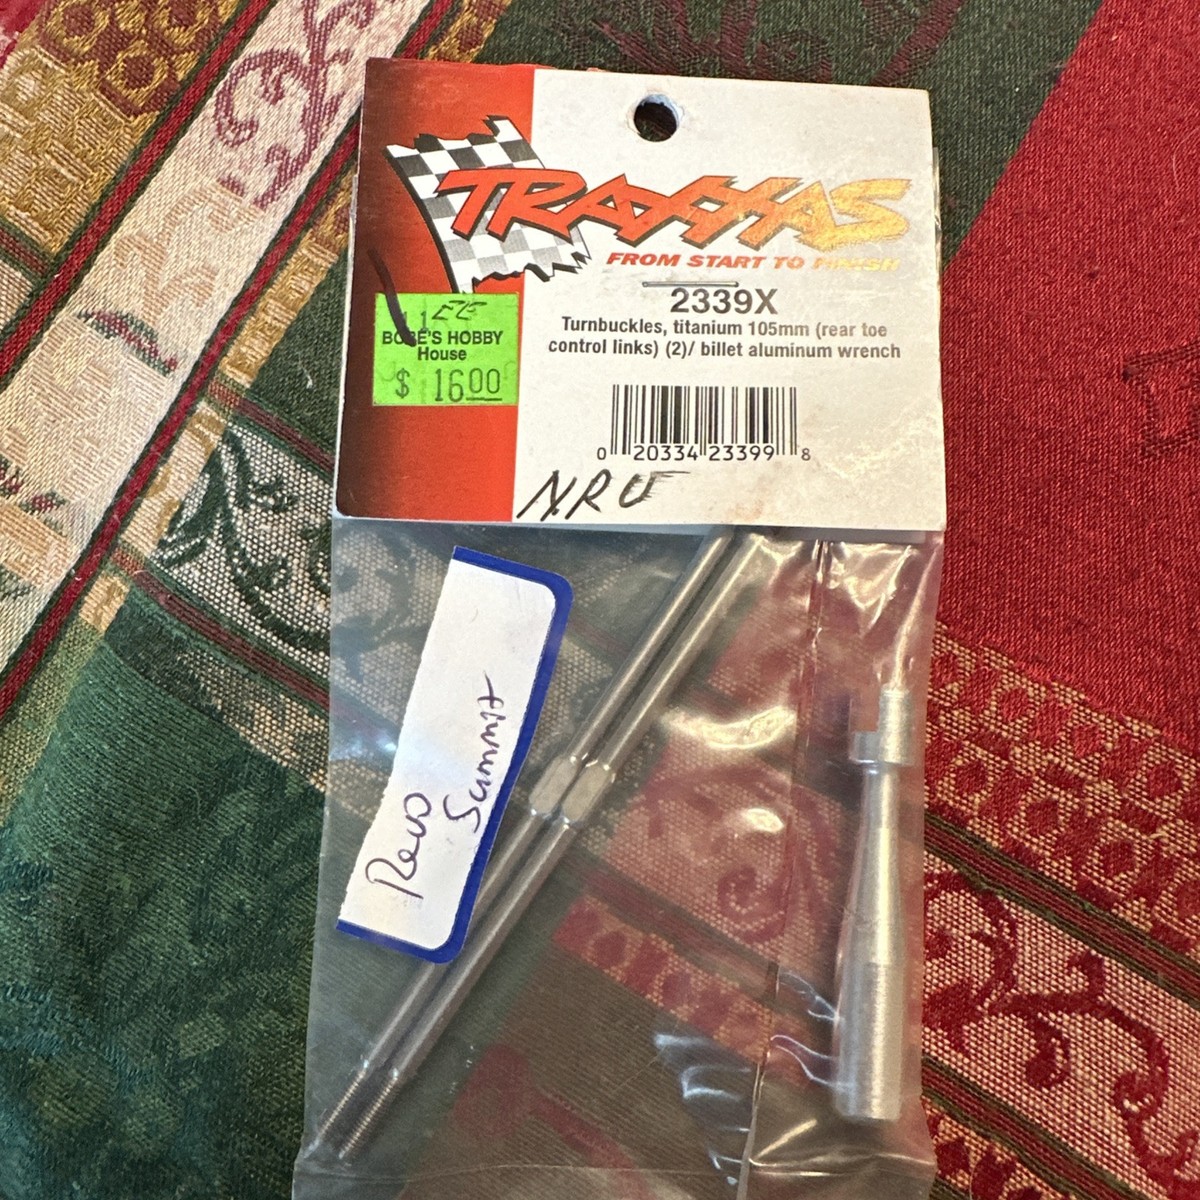 TRAXXAS
FROM START TO FINISH
2339X
Turnbuckles, titanium 105mm (rear toe
control links) (2)/ billet aluminum wrench
HOBBY
House
$ 16.00
0 20334 23399 8
NRU
Revo
Summit